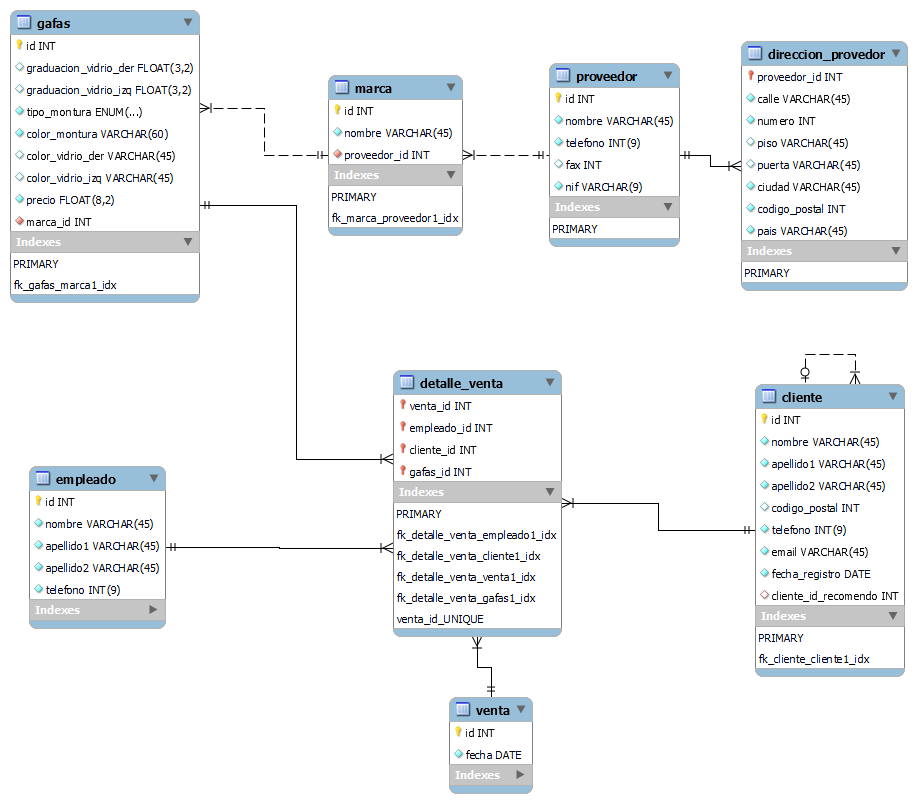 gafas
id INT
graduacion_vidrio_der FLOAT(3,2)
graduacion_vidrio_izq FLOAT(3,2)
tipo_montura ENUM(...)
color_montura VARCHAR(60)
color_vidrio_der VARCHAR(45)
color_vidrio_izq VARCHAR(45)
precio FLOAT(8,2)
marca_id INT
Indexes
PRIMARY
fk_gafas_marca1_idx
marca
id INT
nombre VARCHAR(45)
proveedor_id INT
Indexes
PRIMARY
fk_marca_proveedor1_idx
proveedor
id INT
nombre VARCHAR(45)
telefono INT(9)
fax INT
nif VARCHAR(9)
Indexes
PRIMARY
direccion_provedor
proveedor_id INT
calle VARCHAR(45)
numero INT
piso VARCHAR(45)
puerta VARCHAR(45)
ciudad VARCHAR(45)
codigo_postal INT
pais VARCHAR(45)
Indexes
PRIMARY
detalle_venta
venta_id INT
empleado_id INT
cliente_id INT
gafas_id INT
Indexes
PRIMARY
fk_detalle_venta_empleado1_idx
fk_detalle_venta_cliente1_idx
fk_detalle_venta_venta1_idx
fk_detalle_venta_gafas1_idx
venta_id_UNIQUE
cliente
id INT
nombre VARCHAR(45)
apellido1 VARCHAR(45)
apellido2 VARCHAR(45)
codigo_postal INT
telefono INT(9)
email VARCHAR(45)
fecha_registro DATE
cliente_id_recomendo INT
Indexes
PRIMARY
fk_cliente_cliente1_idx
empleado
id INT
nombre VARCHAR(45)
apellido1 VARCHAR(45)
apellido2 VARCHAR(45)
telefono INT(9)
Indexes
venta
id INT
fecha DATE
Indexes